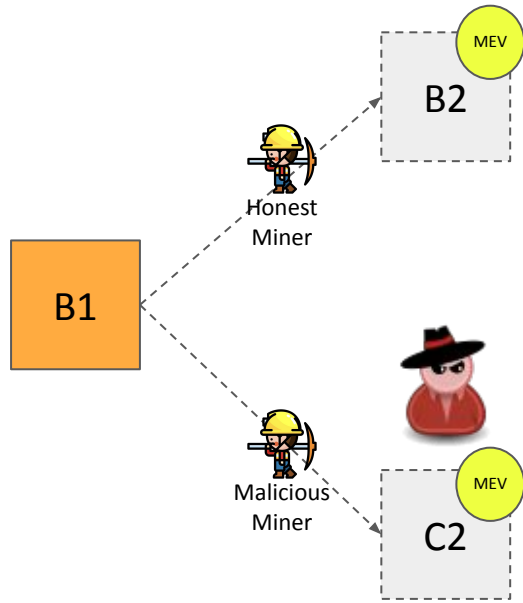 MEV
B2
Honest
Miner
B1
Malicious
Miner
MEV
C2